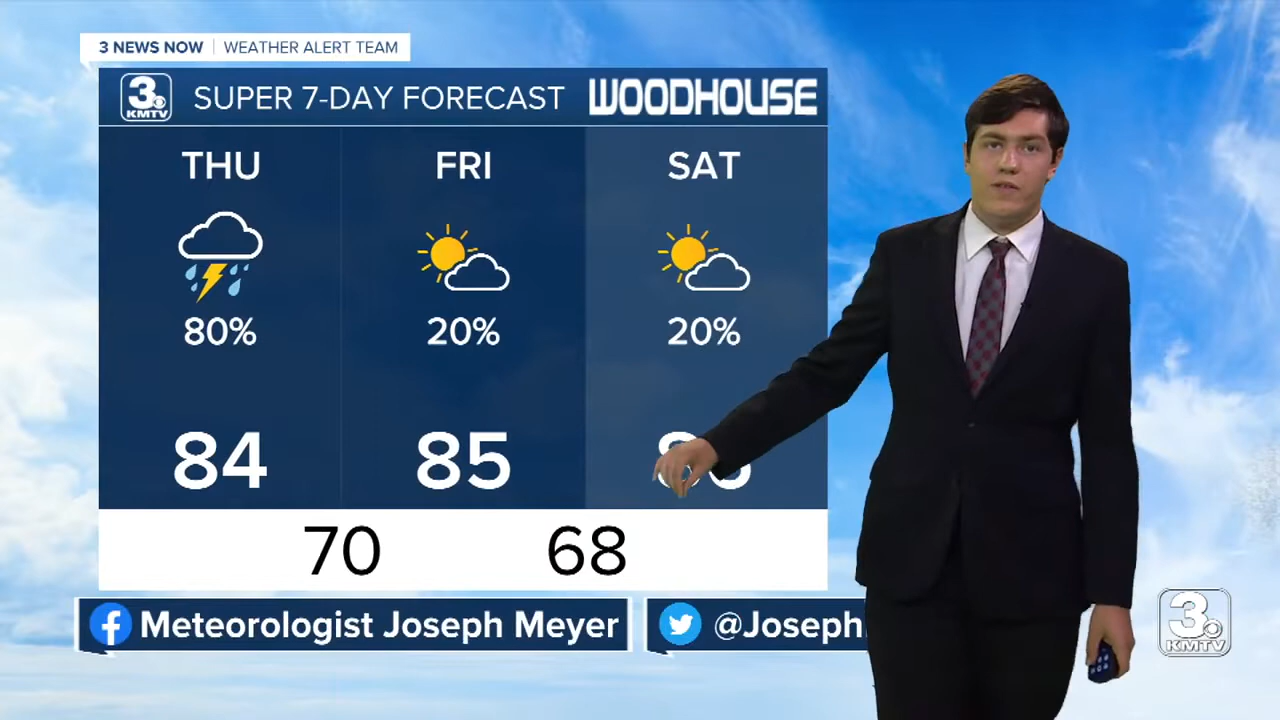 3 NEWS NOW | WEATHER ALERT TEAM
3 KMTV SUPER 7-DAY FORECAST WOODHOUSE
THU FRI SAT
80% 20% 20%
84 85
70 68
Meteorologist Joseph Meyer @Joseph
3 KMTV